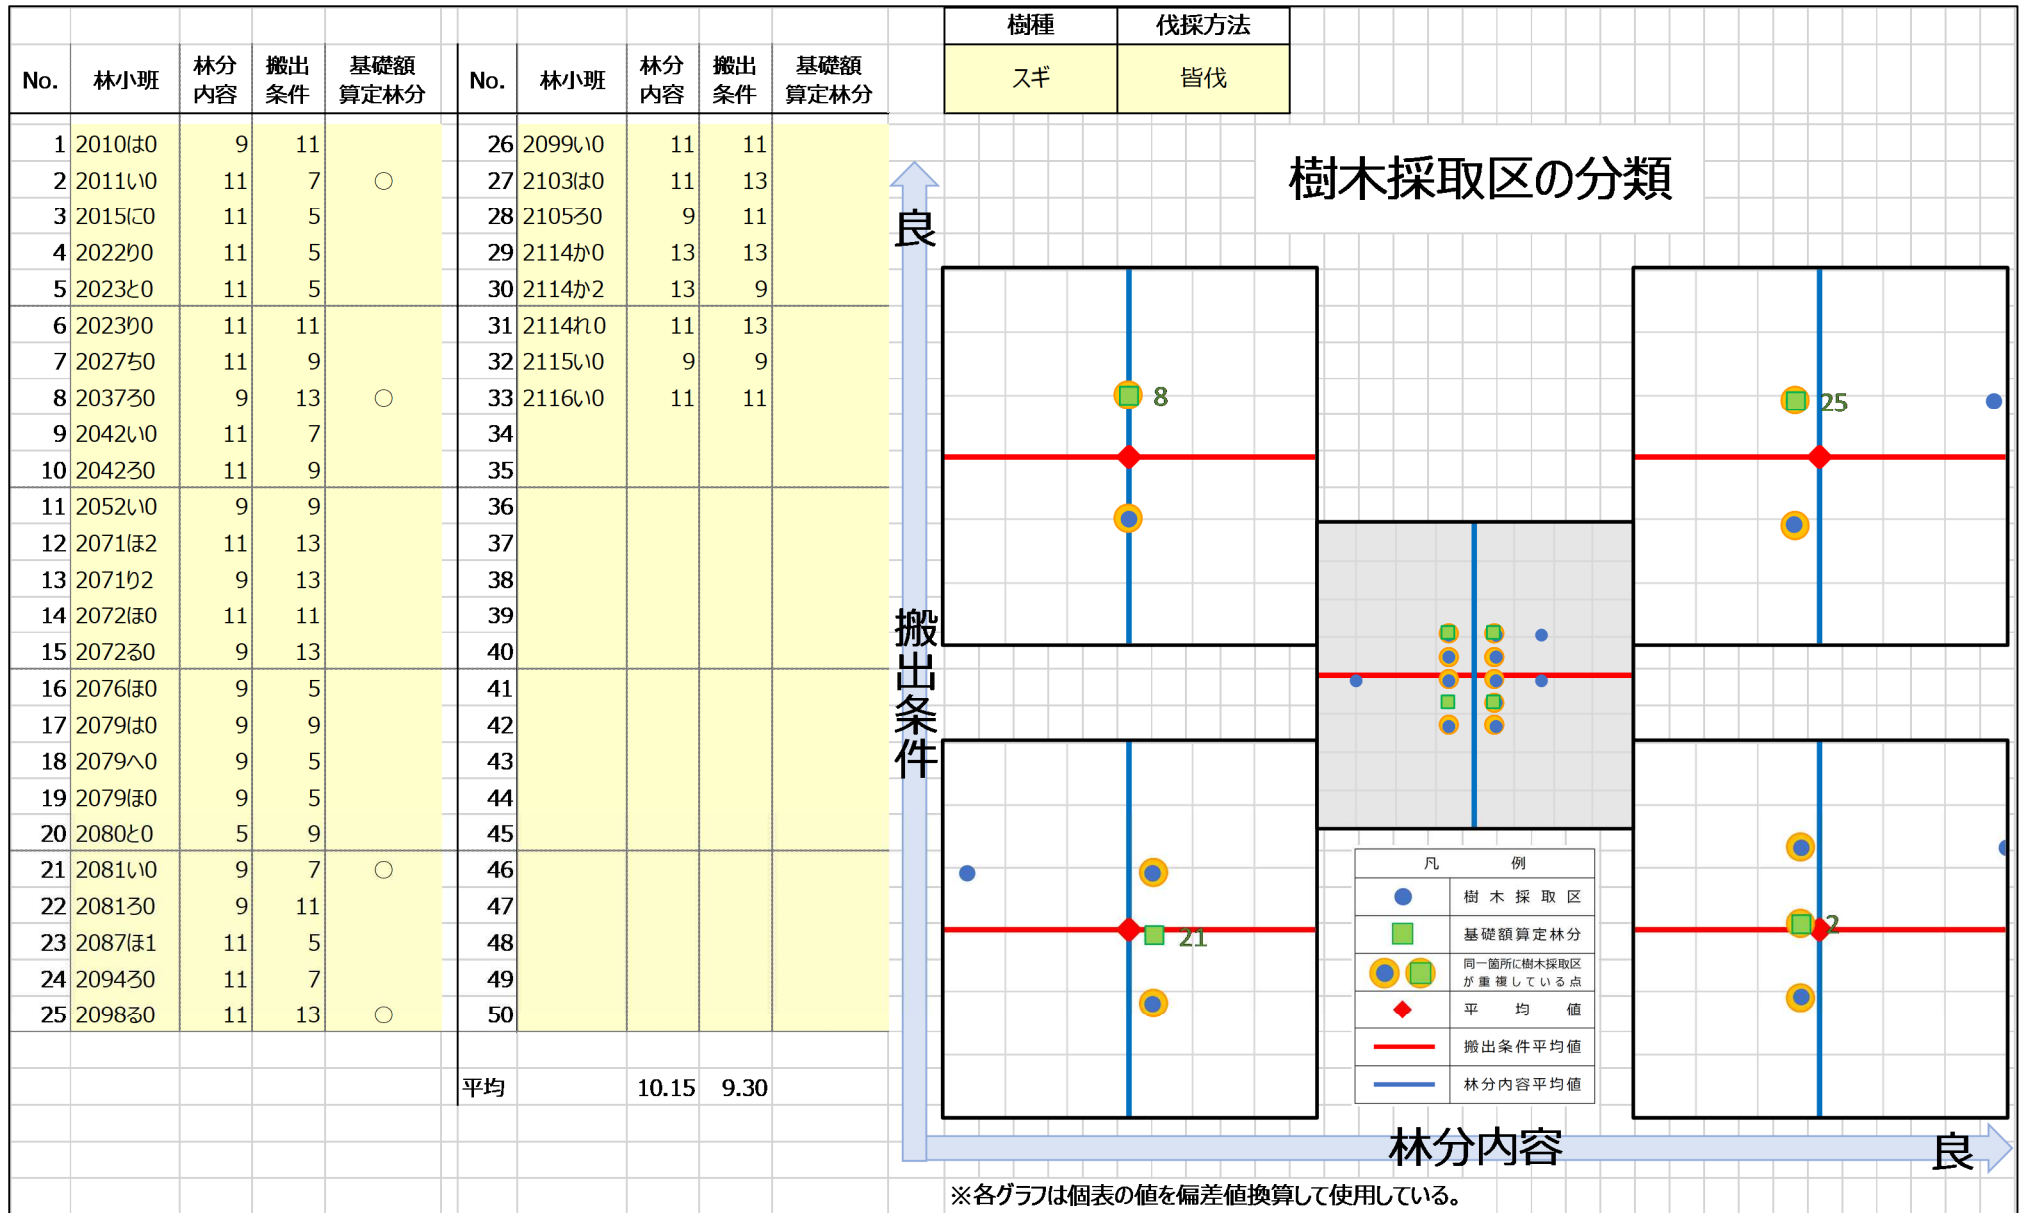 樹種 伐採方法
スギ 皆伐
No. 林小班 林分内容 搬出条件 基礎額算定林分 No. 林小班 林分内容 搬出条件 基礎額算定林分
1 2010は0 9 11 26 2099い0 11 11
2 2011い0 11 7 ○ 27 2103は0 11 13
3 2015に0 11 5 28 2105ろ0 9 11
4 2022り0 11 5 29 2114か0 13 13
5 2023と0 11 5 30 2114か2 13 9
6 2023り0 11 11 31 2114れ0 11 13
7 2027ち0 11 9 32 2115い0 9 9
8 2037ろ0 9 13 ○ 33 2116い0 11 11
9 2042い0 11 7 34
10 2042ろ0 11 9 35
11 2052い0 9 9 36
12 2071ほ2 11 13 37
13 2071り2 9 13 38
14 2072ほ0 11 11 39
15 2072る0 9 13 40
16 2076ほ0 9 5 41
17 2079は0 9 9 42
18 2079へ0 9 5 43
19 2079ほ0 9 5 44
20 2080と0 5 9 45
21 2081い0 9 7 ○ 46
22 2081ろ0 9 11 47
23 2087ほ1 11 5 48
24 2094ろ0 11 7 49
25 2098る0 11 13 ○ 50
平均 10.15 9.30
樹木採取区の分類
良
搬出条件
8
25
21
2
凡例
樹木採取区
基礎額算定林分
同一箇所に樹木採取区
が重複している点
平均値
搬出条件平均値
林分内容平均値
林分内容
良
※各グラフは個表の値を偏差値換算して使用している。